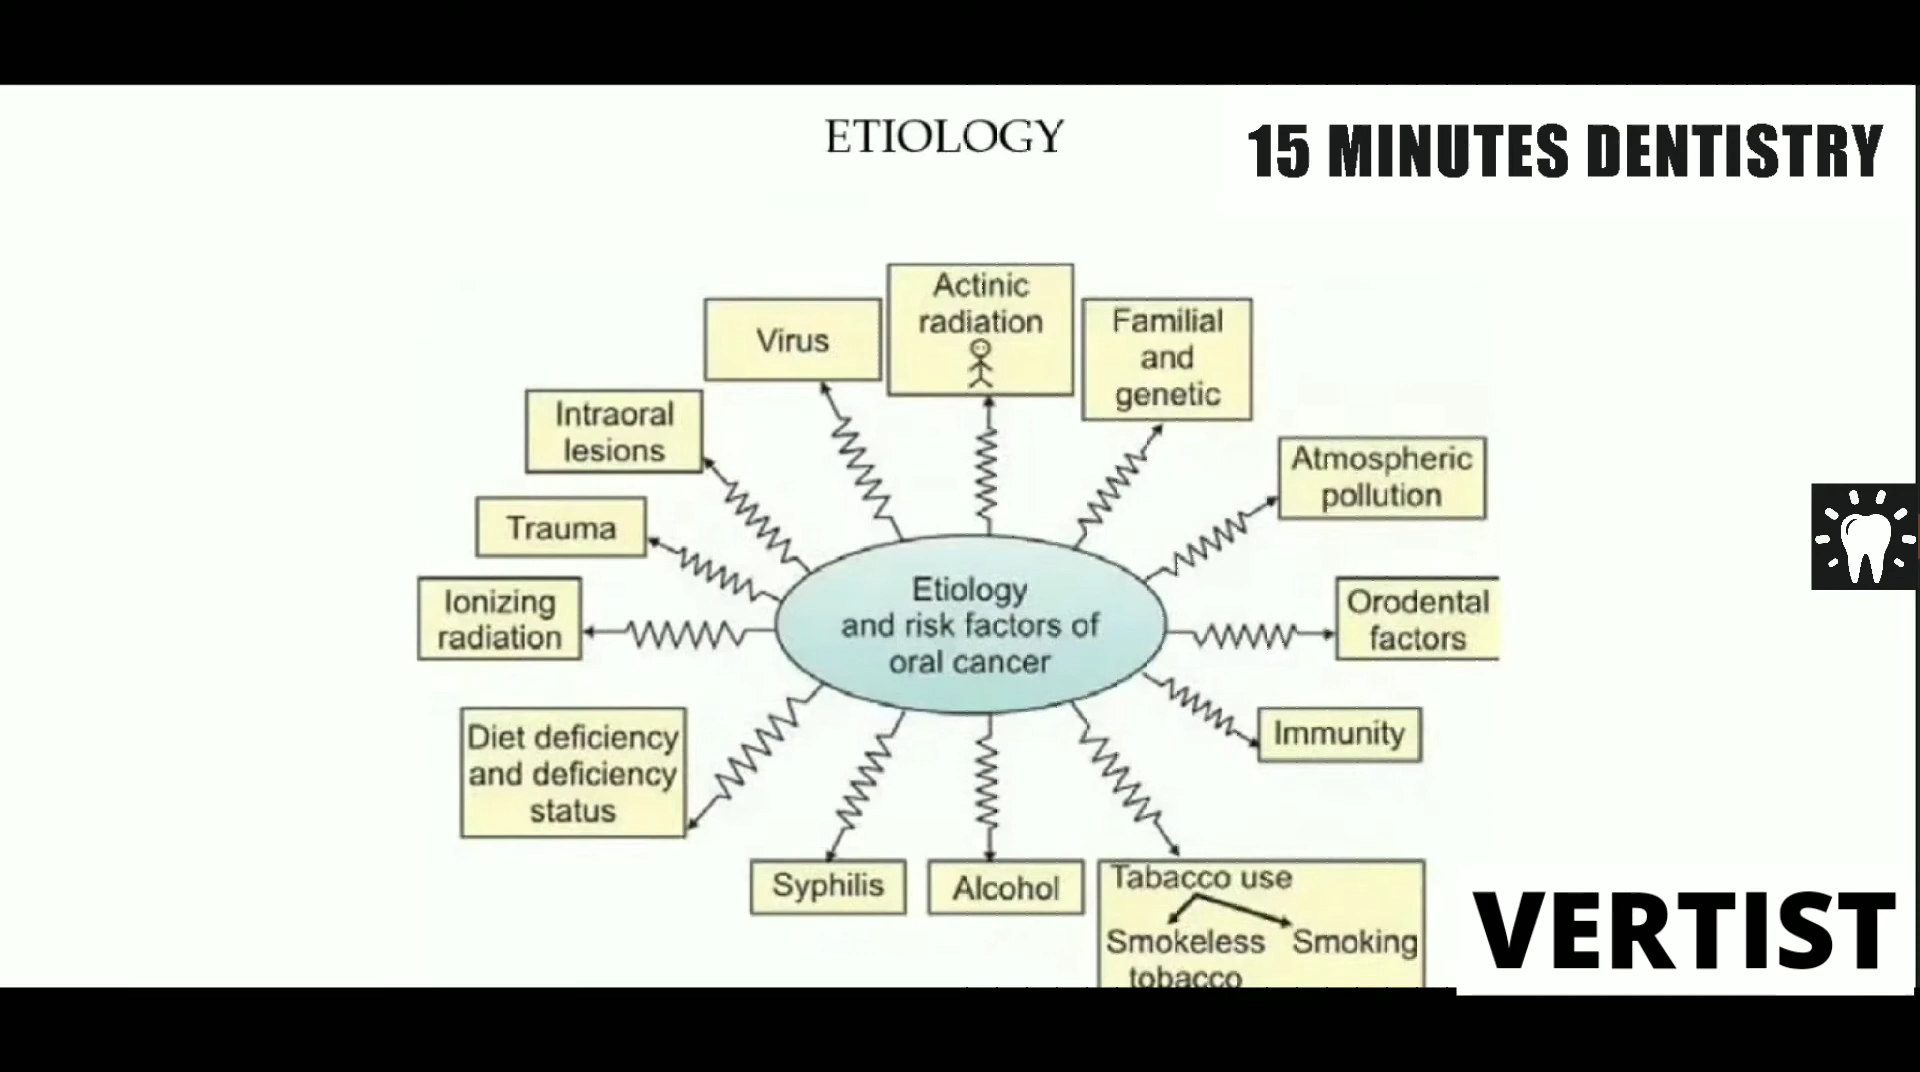 ETIOLOGY
15 MINUTES DENTISTRY
Actinic
radiation
Virus
Familial
and
genetic
Intraoral
lesions
Atmospheric
pollution
Trauma
Ionizing
radiation
Etiology
and risk factors of
oral cancer
Orodental
factors
Diet deficiency
and deficiency
status
Immunity
Syphilis
Alcohol
Tabacco use
Smokeless
tobacco
Smoking
VERTIST